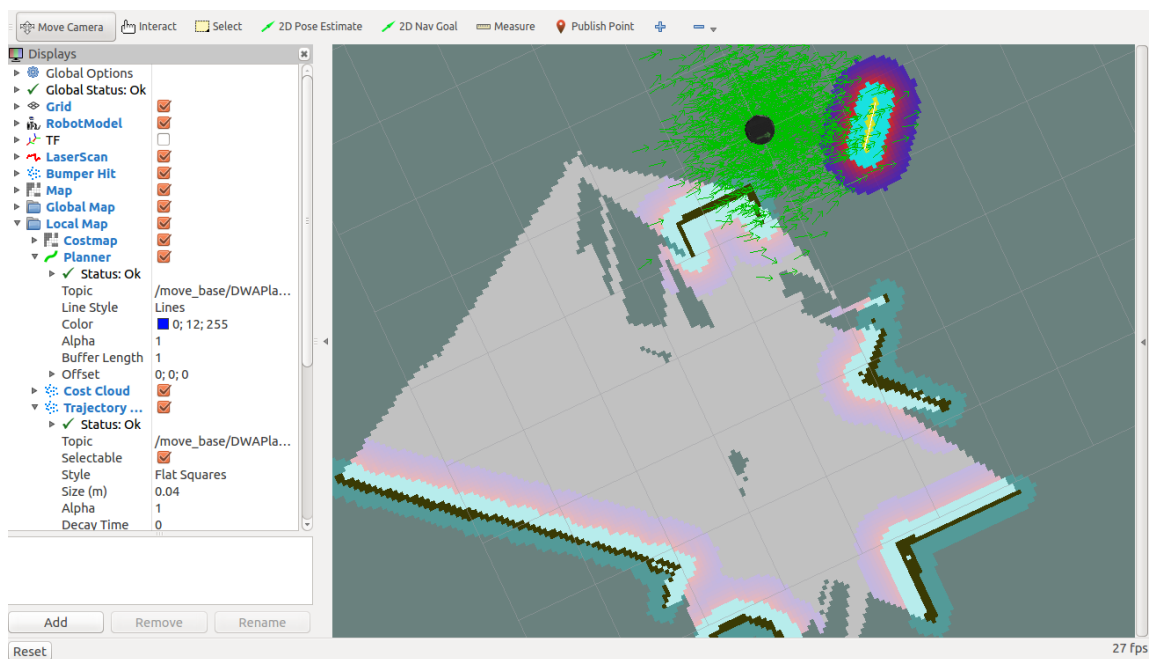 Move Camera Interact Select 2D Pose Estimate 2D Nav Goal Measure Publish Point
Displays
Global Options
Global Status: Ok
Grid
RobotModel
TF
LaserScan
Bumper Hit
Map
Global Map
Local Map
Costmap
Planner
Status: Ok
Topic /move_base/DWAPla...
Line Style Lines
Color 0; 12; 255
Alpha 1
Buffer Length 1
Offset 0; 0; 0
Cost Cloud
Trajectory ...
Status: Ok
Topic /move_base/DWAPla...
Selectable
Style Flat Squares
Size (m) 0.04
Alpha 1
Decay Time 0
Add Remove Rename
Reset 27 fps